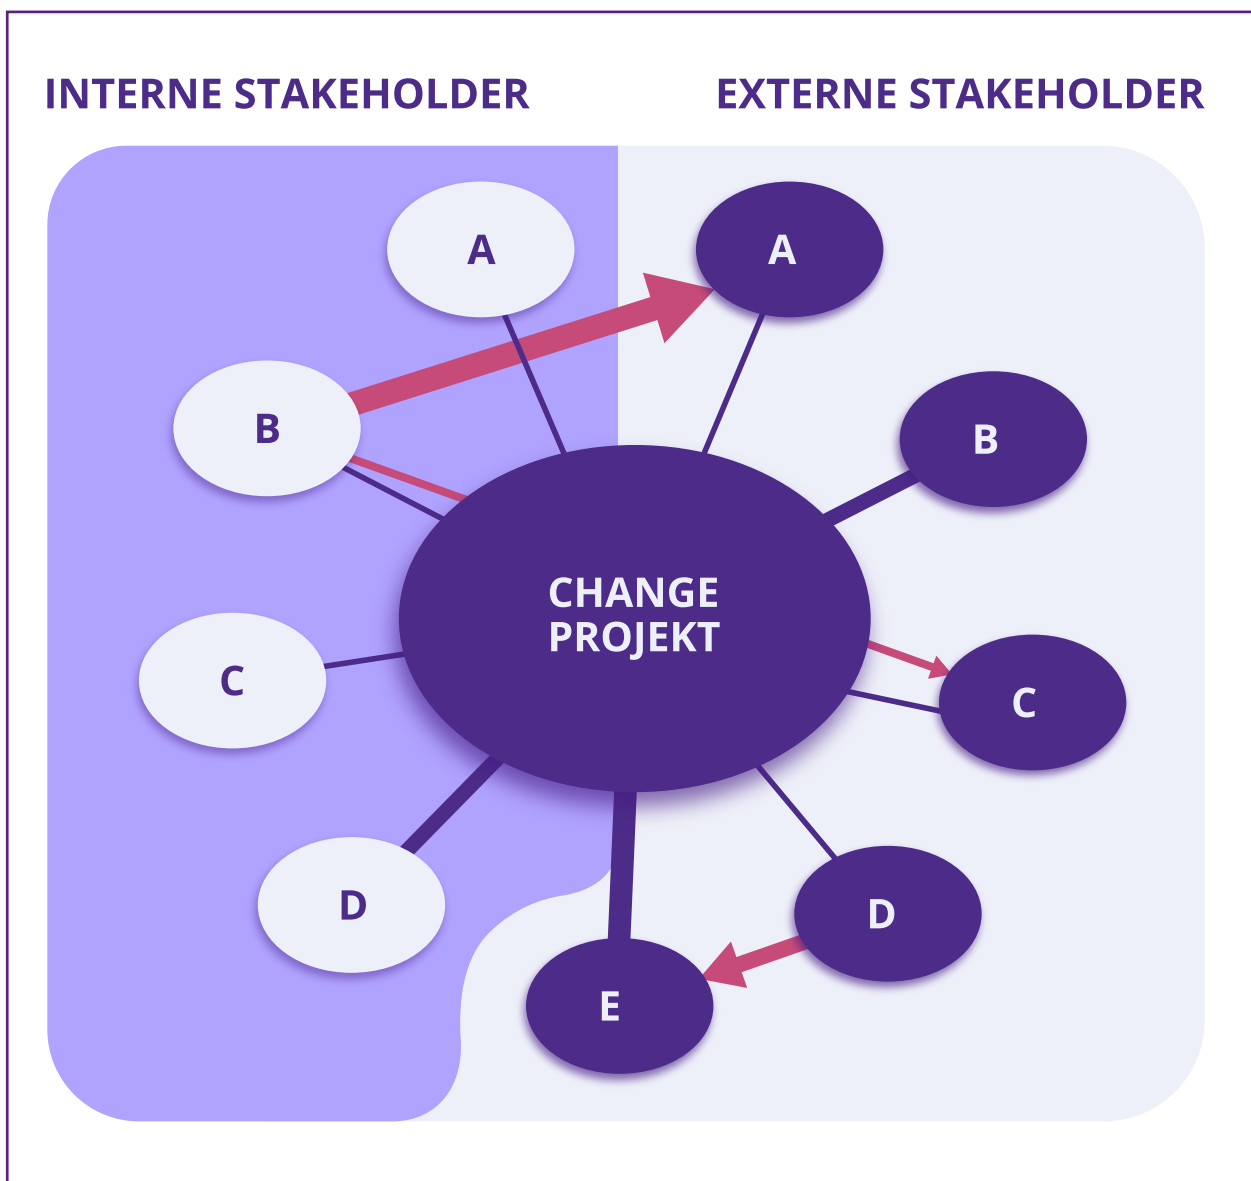 INTERNE STAKEHOLDER
EXTERNE STAKEHOLDER
A
A
B
B
CHANGE
PROJEKT
C
C
D
D
E